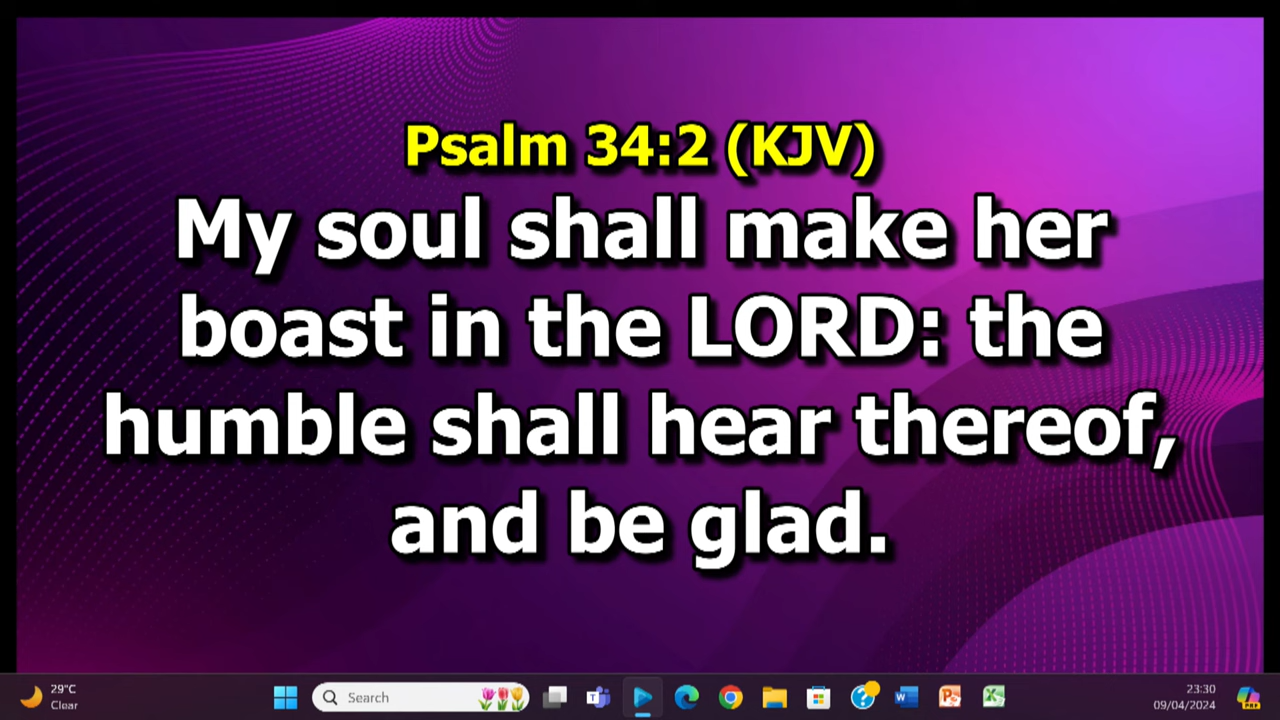 Psalm 34:2 (KJV)
My soul shall make her
boast in the LORD: the
humble shall hear thereof,
and be glad.
29°C
Clear
Search
23:30
09/04/2024